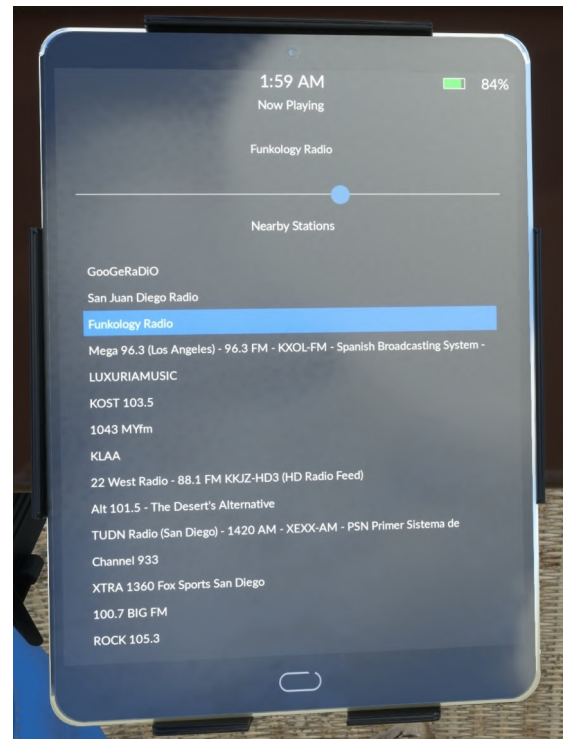 1:59 AM
84%
Now Playing
Funkology Radio
Nearby Stations
GooGeRaDiO
San Juan Diego Radio
Funkology Radio
Mega 96.3 (Los Angeles) - 96.3 FM - KXOL-FM - Spanish Broadcasting System -
LUXURIAMUSIC
KOST 103.5
1043 MYfm
KLAA
22 West Radio - 88.1 FM KKJZ-HD3 (HD Radio Feed)
Alt 101.5 - The Desert's Alternative
TUDN Radio (San Diego) - 1420 AM - XEXX-AM - PSN Primer Sistema de
Channel 933
XTRA 1360 Fox Sports San Diego
100.7 BIG FM
ROCK 105.3